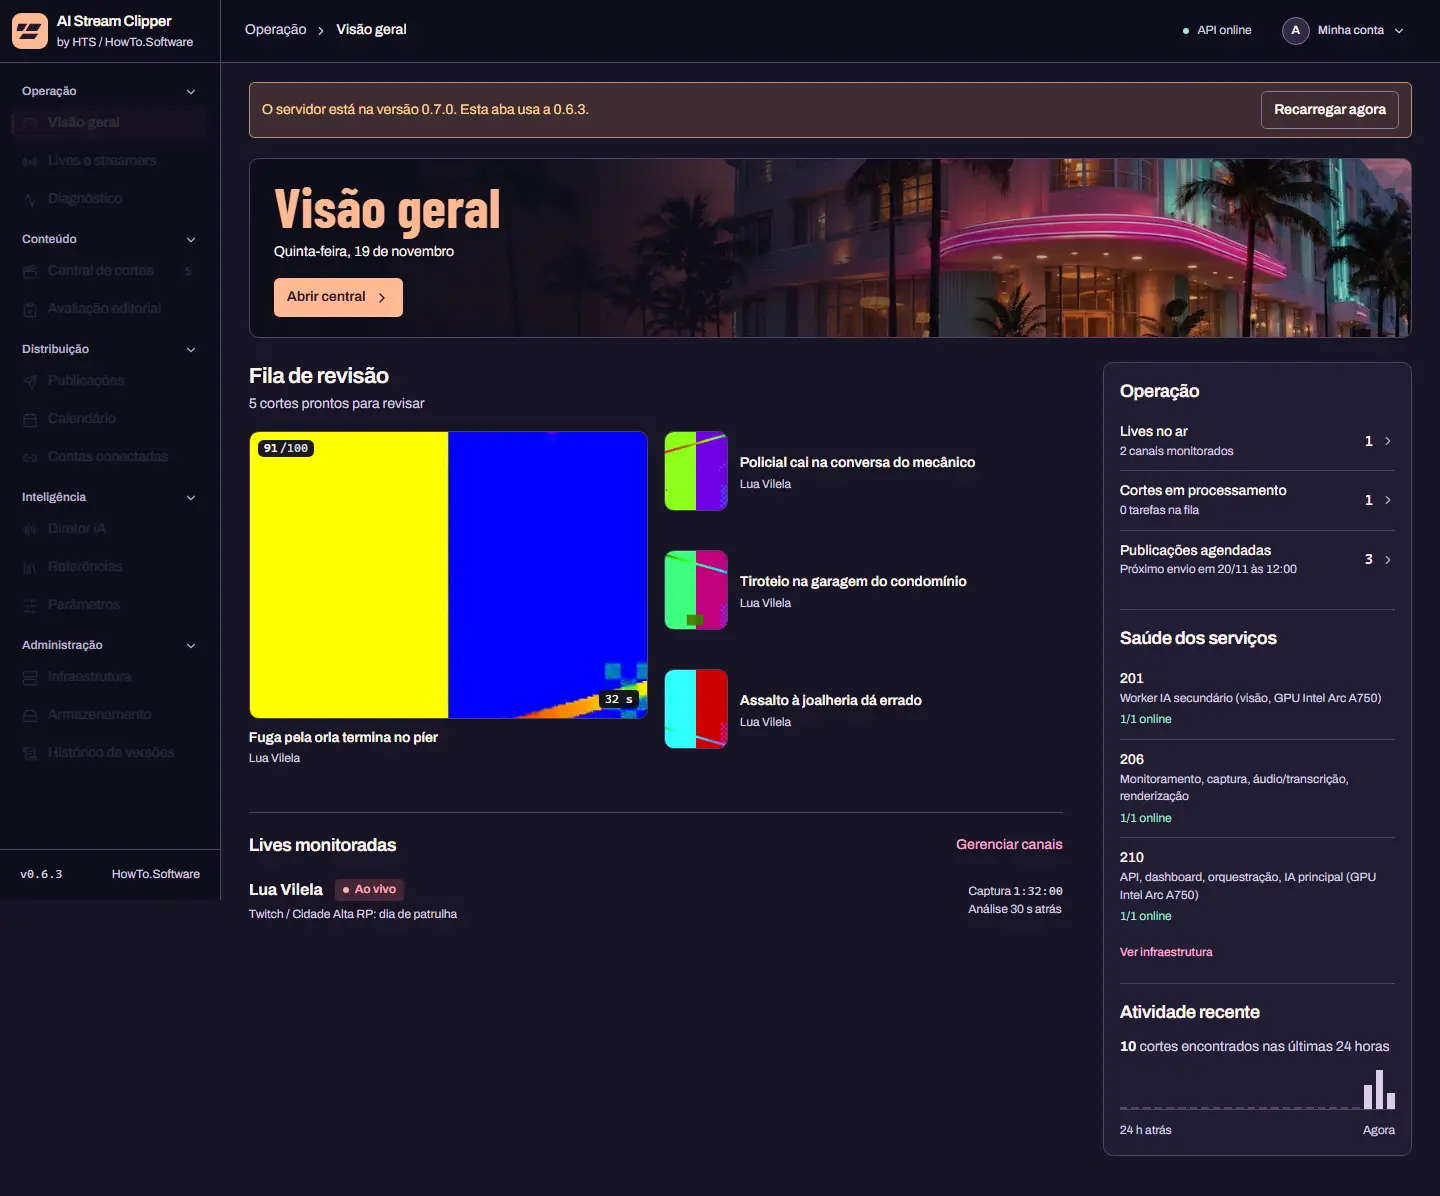 AI Stream Clipper
by HTS / HowTo.Software
Operação
Visão geral
Lives e streamers
Diagnóstico
Conteúdo
Central de cortes 5
Avaliação editorial
Distribuição
Publicações
Calendário
Contas conectadas
Inteligência
Diretor IA
Referências
Parâmetros
Administração
Infraestrutura
Armazenamento
Histórico de versões
v0.6.3 HowTo.Software
Operação > Visão geral
API online
A Minha conta
O servidor está na versão 0.7.0. Esta aba usa a 0.6.3.
Recarregar agora
Visão geral
Quinta-feira, 19 de novembro
Abrir central
Fila de revisão
5 cortes prontos para revisar
91/100
32 s
Fuga pela orla termina no píer
Lua Vilela
Policial cai na conversa do mecânico
Lua Vilela
Tiroteio na garagem do condomínio
Lua Vilela
Assalto à joalheria dá errado
Lua Vilela
Lives monitoradas
Gerenciar canais
Lua Vilela Ao vivo
Twitch / Cidade Alta RP: dia de patrulha
Captura 1:32:00
Análise 30 s atrás
Operação
Lives no ar
2 canais monitorados
1
Cortes em processamento
0 tarefas na fila
1
Publicações agendadas
Próximo envio em 20/11 às 12:00
3
Saúde dos serviços
201
Worker IA secundário (visão, GPU Intel Arc A750)
1/1 online
206
Monitoramento, captura, áudio/transcrição,
renderização
1/1 online
210
API, dashboard, orquestração, IA principal (GPU
Intel Arc A750)
1/1 online
Ver infraestrutura
Atividade recente
10 cortes encontrados nas últimas 24 horas
24 h atrás
Agora